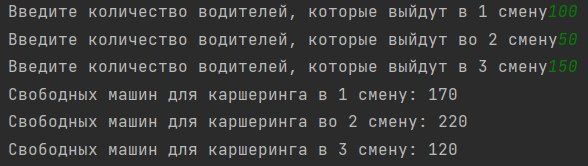 Введите количество водителей, которые выйдут в 1 смену100
Введите количество водителей, которые выйдут во 2 смену50
Введите количество водителей, которые выйдут в 3 смену150
Свободных машин для каршеринга в 1 смену: 170
Свободных машин для каршеринга во 2 смену: 220
Свободных машин для каршеринга в 3 смену: 120